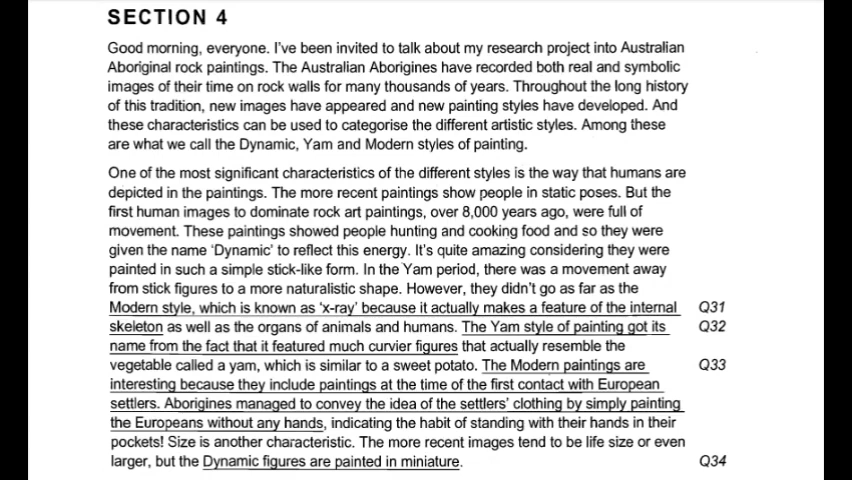 SECTION 4
Good morning, everyone. I've been invited to talk about my research project into Australian
Aboriginal rock paintings. The Australian Aborigines have recorded both real and symbolic
images of their time on rock walls for many thousands of years. Throughout the long history
of this tradition, new images have appeared and new painting styles have developed. And
these characteristics can be used to categorise the different artistic styles. Among these
are what we call the Dynamic, Yam and Modern styles of painting.
One of the most significant characteristics of the different styles is the way that humans are
depicted in the paintings. The more recent paintings show people in static poses. But the
first human images to dominate rock art paintings, over 8,000 years ago, were full of
movement. These paintings showed people hunting and cooking food and so they were
given the name 'Dynamic' to reflect this energy. It's quite amazing considering they were
painted in such a simple stick-like form. In the Yam period, there was a movement away
from stick figures to a more naturalistic shape. However, they didn't go as far as the
Modern style, which is known as 'x-ray' because it actually makes a feature of the internal Q31
skeleton as well as the organs of animals and humans. The Yam style of painting got its Q32
name from the fact that it featured much curvier figures that actually resemble the
vegetable called a yam, which is similar to a sweet potato. The Modern paintings are Q33
interesting because they include paintings at the time of the first contact with European
settlers. Aborigines managed to convey the idea of the settlers' clothing by simply painting
the Europeans without any hands, indicating the habit of standing with their hands in their
pockets! Size is another characteristic. The more recent images tend to be life size or even
larger, but the Dynamic figures are painted in miniature. Q34